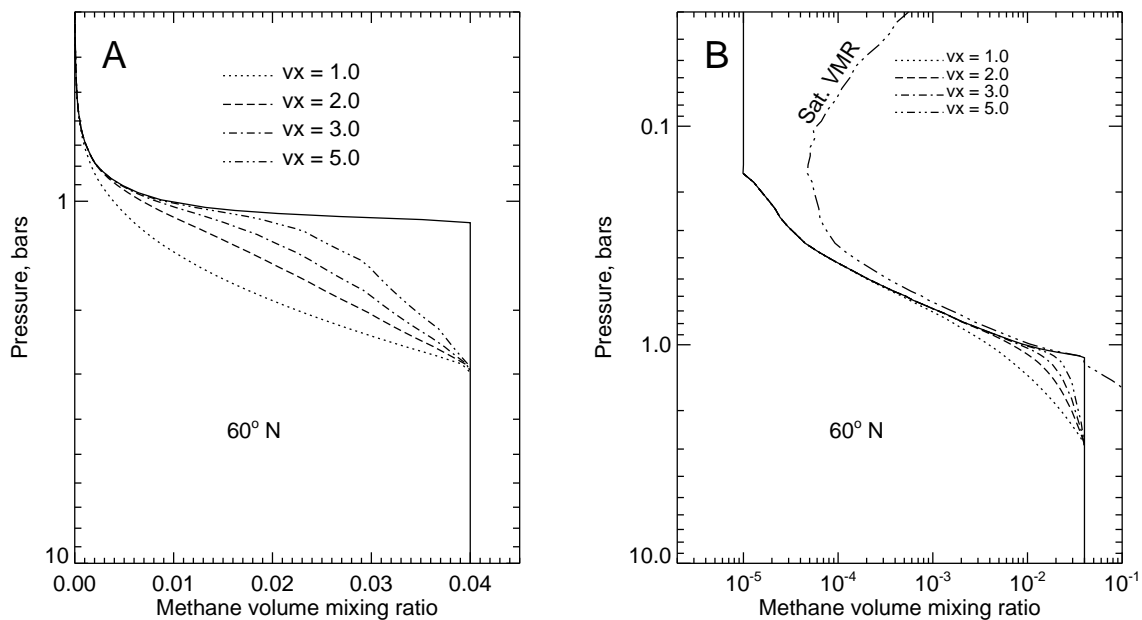 A
vx = 1.0
vx = 2.0
vx = 3.0
vx = 5.0
1
10
Pressure, bars
60° N
0.00 0.01 0.02 0.03 0.04
Methane volume mixing ratio
B
Sat. VMR
vx = 1.0
vx = 2.0
vx = 3.0
vx = 5.0
0.1
1.0
10.0
Pressure, bars
60° N
10⁻⁵ 10⁻⁴ 10⁻³ 10⁻² 10⁻¹
Methane volume mixing ratio